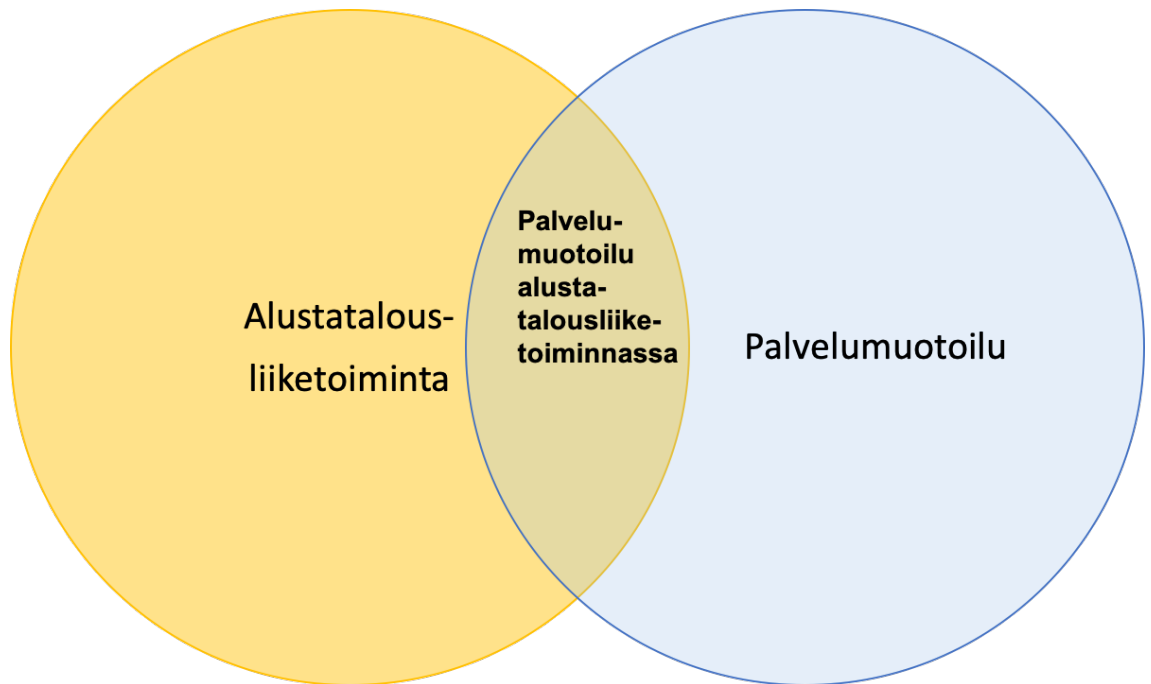 Alustatalous-
liiketoiminta
Palvelu-
muotoilu
alusta-
talousliike-
toiminnassa
Palvelumuotoilu